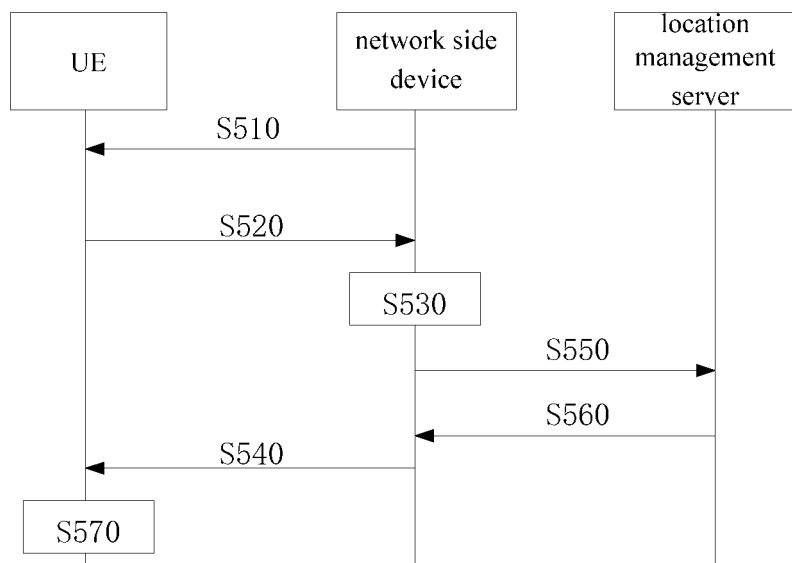 UE
network side
device
location
management
server
S510
S520
S530
S550
S560
S540
S570